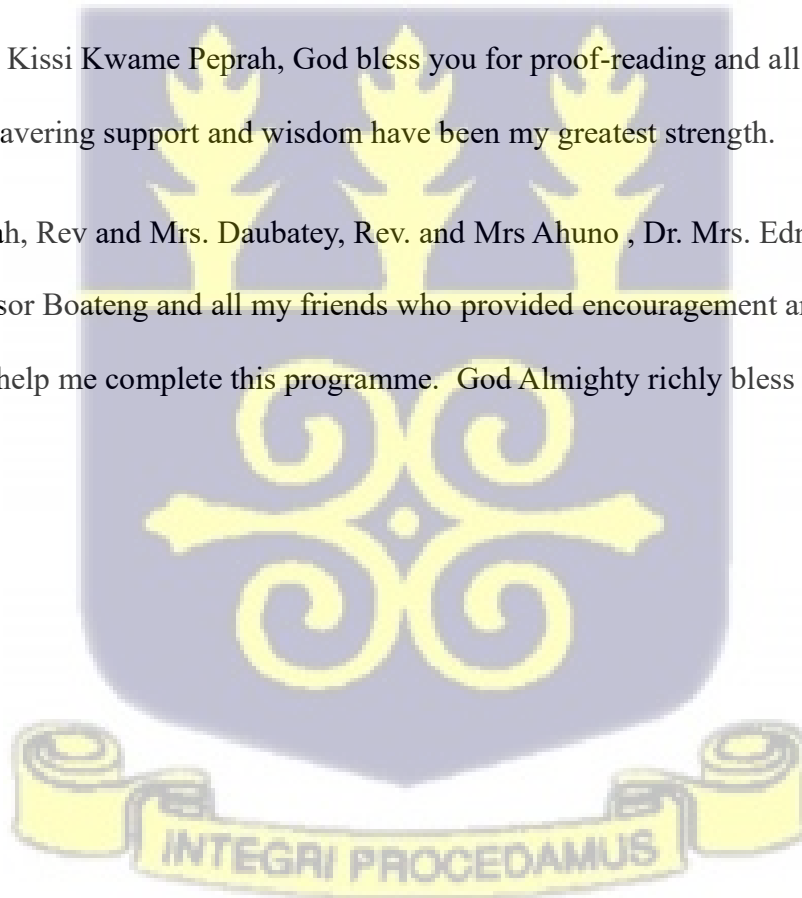 Kissi Kwame Peprah, God bless you for proof-reading and all
avering support and wisdom have been my greatest strength.
ah, Rev and Mrs. Daubatey, Rev. and Mrs Ahuno , Dr. Mrs.
sor Boateng and all my friends who provided encouragement
help me complete this programme. God Almighty richly bless
INTEGRI PROCEDAMUS